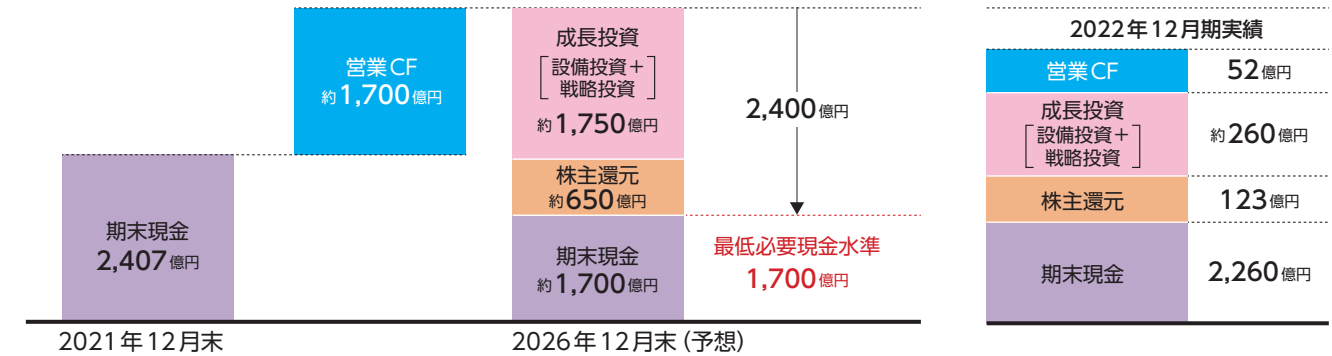 期末現金
2,407億円
営業CF
約1,700億円
成長投資
[設備投資+
戦略投資]
約1,750億円
株主還元
約650億円
期末現金
約1,700億円
2,400億円
最低必要現金水準
1,700億円
2021年12月末
2026年12月末（予想）
2022年12月期実績
営業CF
52億円
成長投資
[設備投資+
戦略投資]
約260億円
株主還元
123億円
期末現金
2,260億円